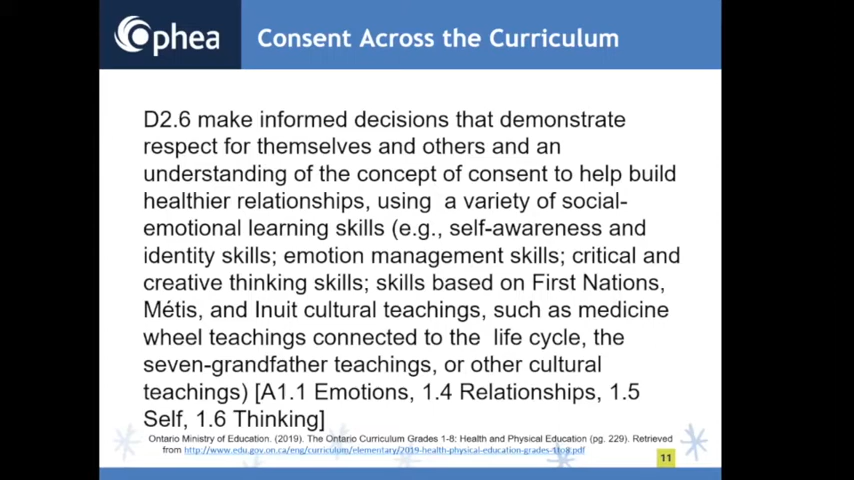 Ophea
Consent Across the Curriculum
D2.6 make informed decisions that demonstrate
respect for themselves and others and an
understanding of the concept of consent to help build
healthier relationships, using  a variety of social-
emotional learning skills (e.g., self-awareness and
identity skills; emotion management skills; critical and
creative thinking skills; skills based on First Nations,
Métis, and Inuit cultural teachings, such as medicine
wheel teachings connected to the  life cycle, the
seven-grandfather teachings, or other cultural
teachings) [A1.1 Emotions, 1.4 Relationships, 1.5
Self, 1.6 Thinking]
Ontario Ministry of Education. (2019). The Ontario Curriculum Grades 1-8: Health and Physical Education (pg. 229). Retrieved
from http://www.edu.gov.on.ca/eng/curriculum/elementary/2019-health-physical-education-grades-1to8.pdf
11